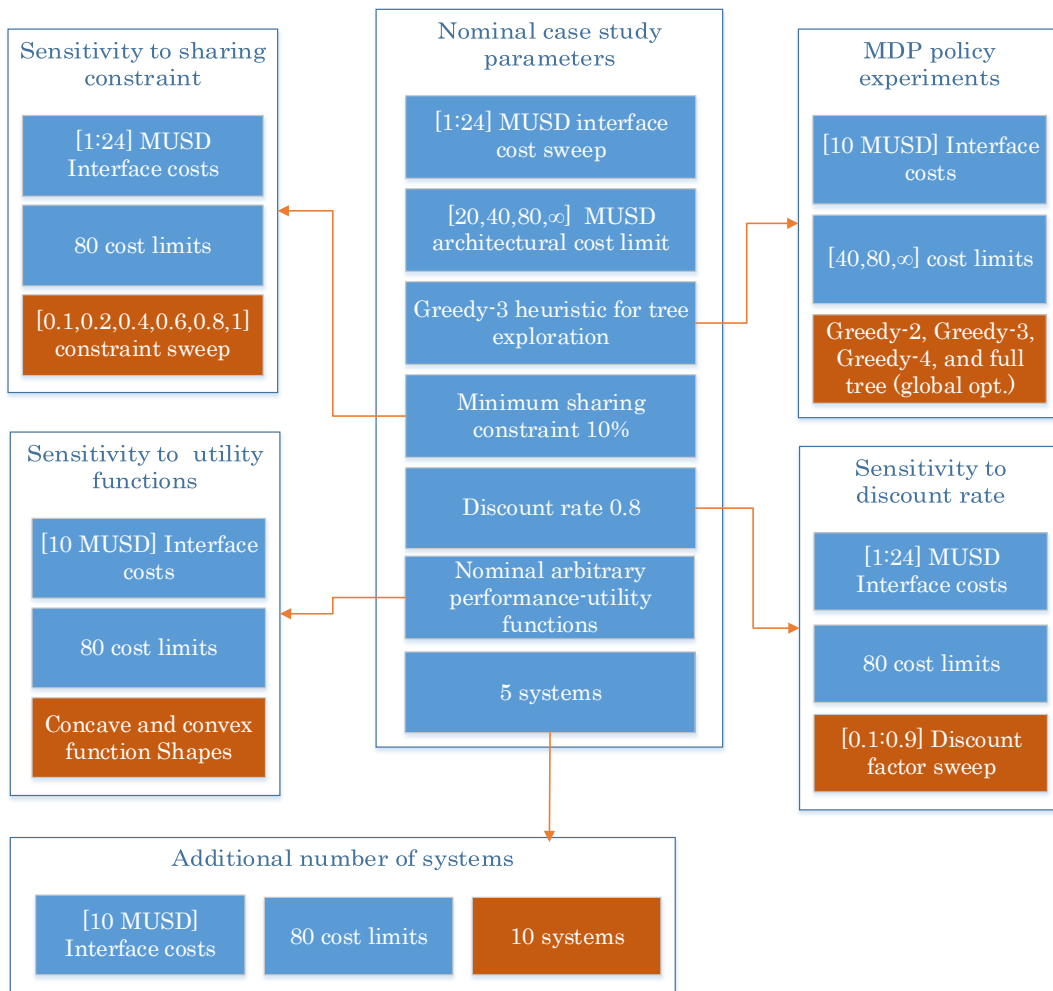 Sensitivity to sharing
constraint
[1:24] MUSD
Interface costs
80 cost limits
[0.1,0.2,0.4,0.6,0.8,1]
constraint sweep
Sensitivity to utility
functions
[10 MUSD] Interface
costs
80 cost limits
Concave and convex
function Shapes
Nominal case study
parameters
[1:24] MUSD interface
cost sweep
[20,40,80,∞] MUSD
architectural cost limit
Greedy-3 heuristic for tree
exploration
Minimum sharing
constraint 10%
Discount rate 0.8
Nominal arbitrary
performance-utility
functions
5 systems
MDP policy
experiments
[10 MUSD] Interface
costs
[40,80,∞] cost limits
Greedy-2, Greedy-3,
Greedy-4, and full
tree (global opt.)
Sensitivity to
discount rate
[1:24] MUSD
Interface costs
80 cost limits
[0.1:0.9] Discount
factor sweep
Additional number of systems
[10 MUSD]
Interface costs
80 cost limits
10 systems